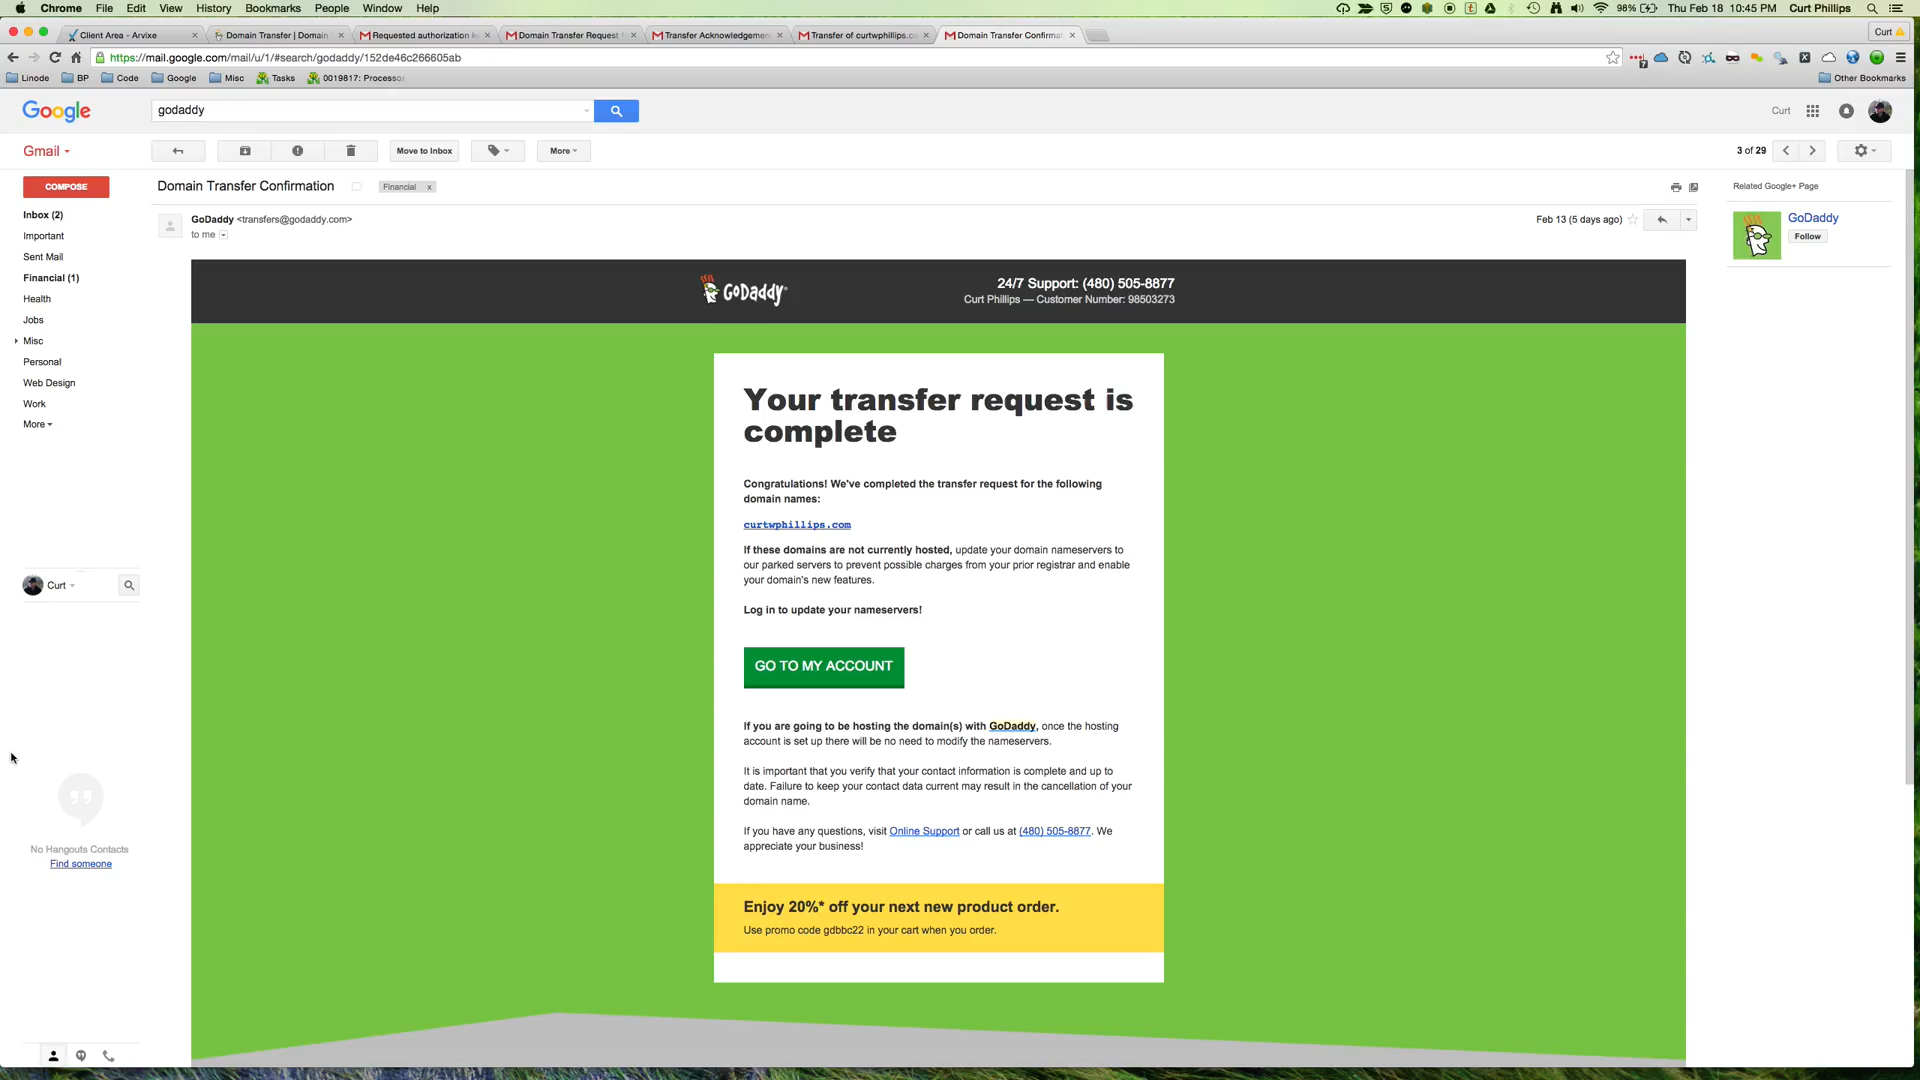 Chrome File Edit View History Bookmarks People Window Help
98% Thu Feb 18 10:45 PM Curt Phillips
Client Area - Arvixe
Domain Transfer | Domain
Requested authorization k
Domain Transfer Request
Transfer Acknowledgemen
Transfer of curtwphillips.co
Domain Transfer Confirmat
Curt
https://mail.google.com/mail/u/1/#search/godaddy/152de46c266605ab
Linode BP Code Google Misc Tasks 0019817: Processor
Other Bookmarks
Google
godaddy
Curt
Gmail
Move to Inbox
More
3 of 29
COMPOSE
Domain Transfer Confirmation
Financial x
Related Google+ Page
Inbox (2)
Important
Sent Mail
Financial (1)
Health
Jobs
Misc
Personal
Web Design
Work
More
GoDaddy <transfers@godaddy.com>
to me
Feb 13 (5 days ago)
GoDaddy
Follow
GoDaddy
24/7 Support: (480) 505-8877
Curt Phillips — Customer Number: 98503273
Your transfer request is
complete
Congratulations! We've completed the transfer request for the following
domain names:
curtwphillips.com
If these domains are not currently hosted, update your domain nameservers to
our parked servers to prevent possible charges from your prior registrar and enable
your domain's new features.
Log in to update your nameservers!
GO TO MY ACCOUNT
If you are going to be hosting the domain(s) with GoDaddy, once the hosting
account is set up there will be no need to modify the nameservers.
It is important that you verify that your contact information is complete and up to
date. Failure to keep your contact data current may result in the cancellation of your
domain name.
If you have any questions, visit Online Support or call us at (480) 505-8877. We
appreciate your business!
Enjoy 20%* off your next new product order.
Use promo code gdbbc22 in your cart when you order.
Curt
No Hangouts Contacts
Find someone